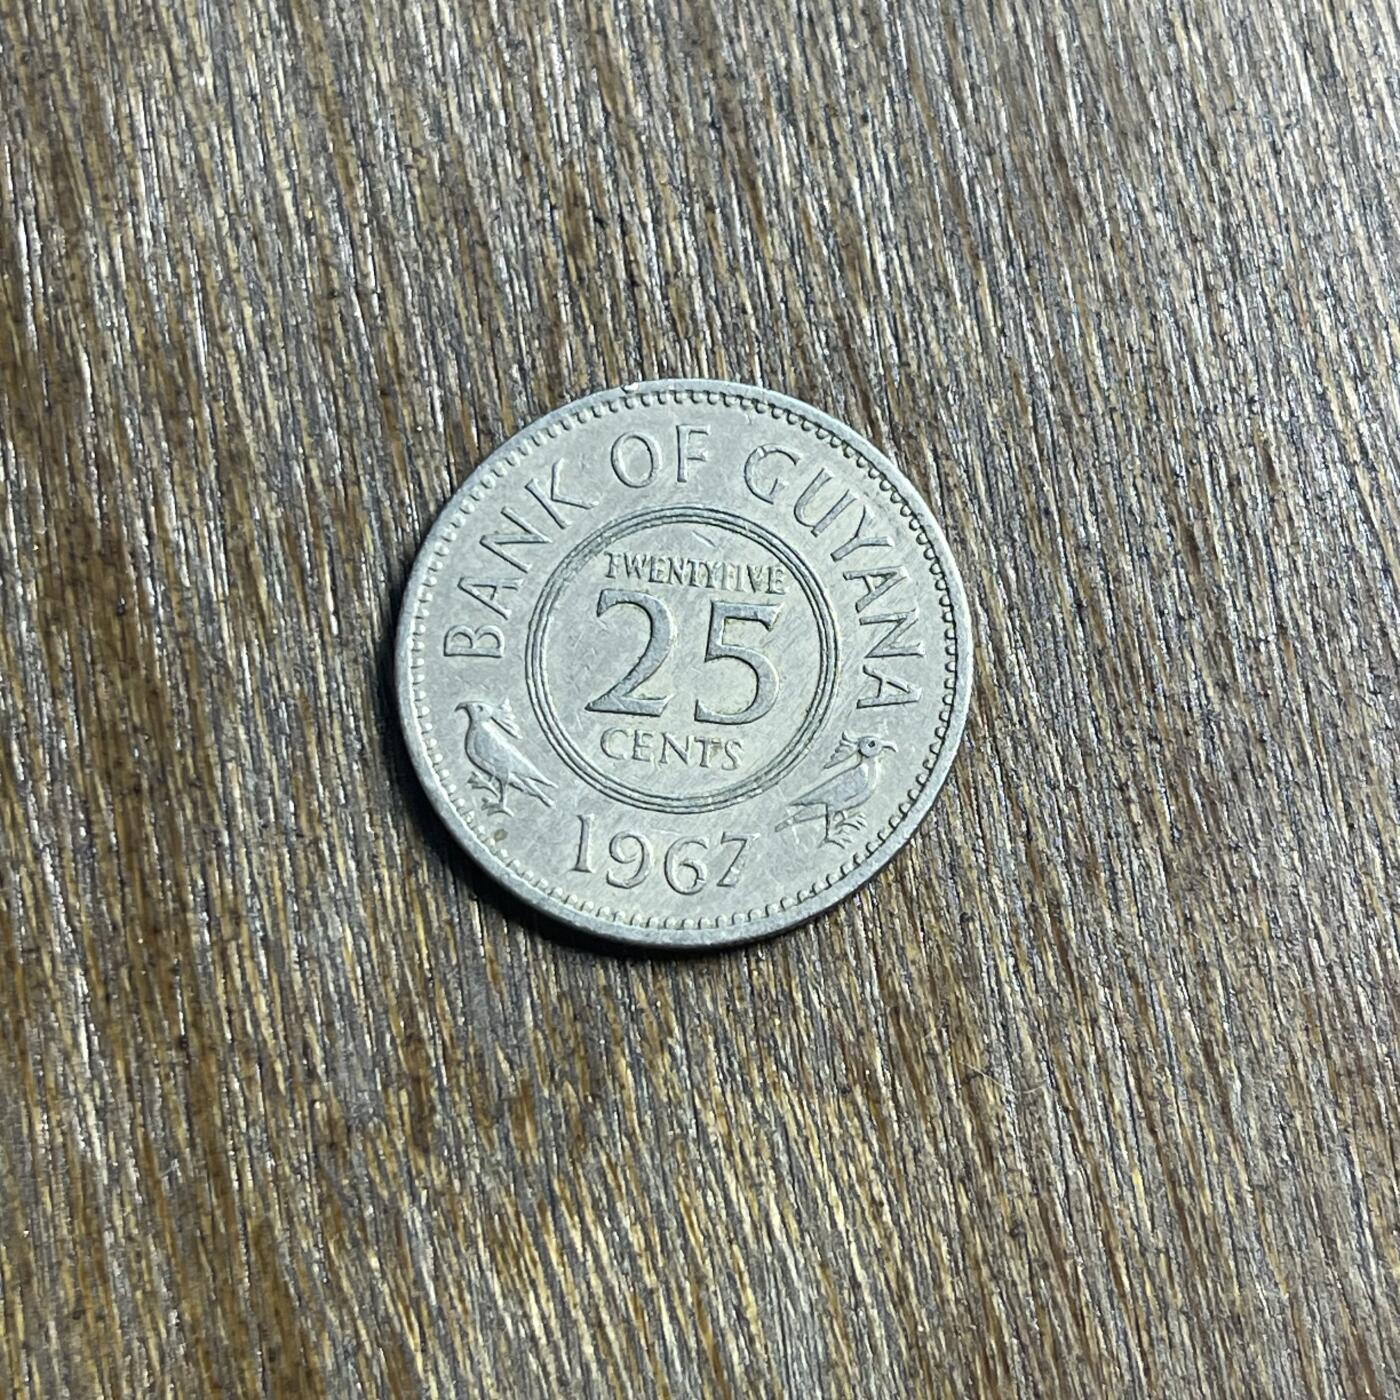 BANK OF GUYANA
TWENTYFIVE
25
CENTS
1967